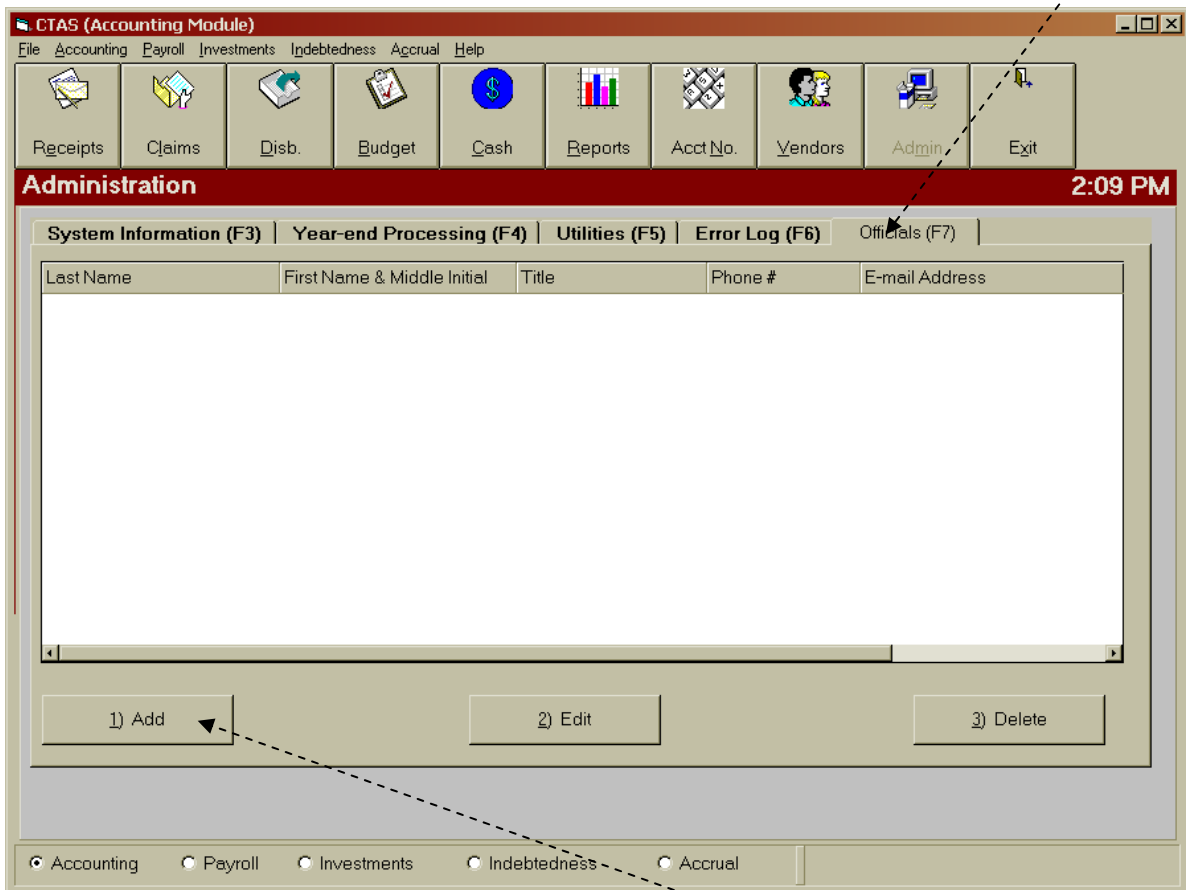 CTAS (Accounting Module)
File Accounting Payroll Investments Indebtedness Accrual Help
Receipts Claims Disb. Budget Cash Reports Acct No. Vendors Admin Exit
Administration 2:09 PM
System Information (F3) Year-end Processing (F4) Utilities (F5) Error Log (F6) Officials (F7)
Last Name First Name & Middle Initial Title Phone # E-mail Address
1) Add 2) Edit 3) Delete
Accounting Payroll Investments Indebtedness Accrual